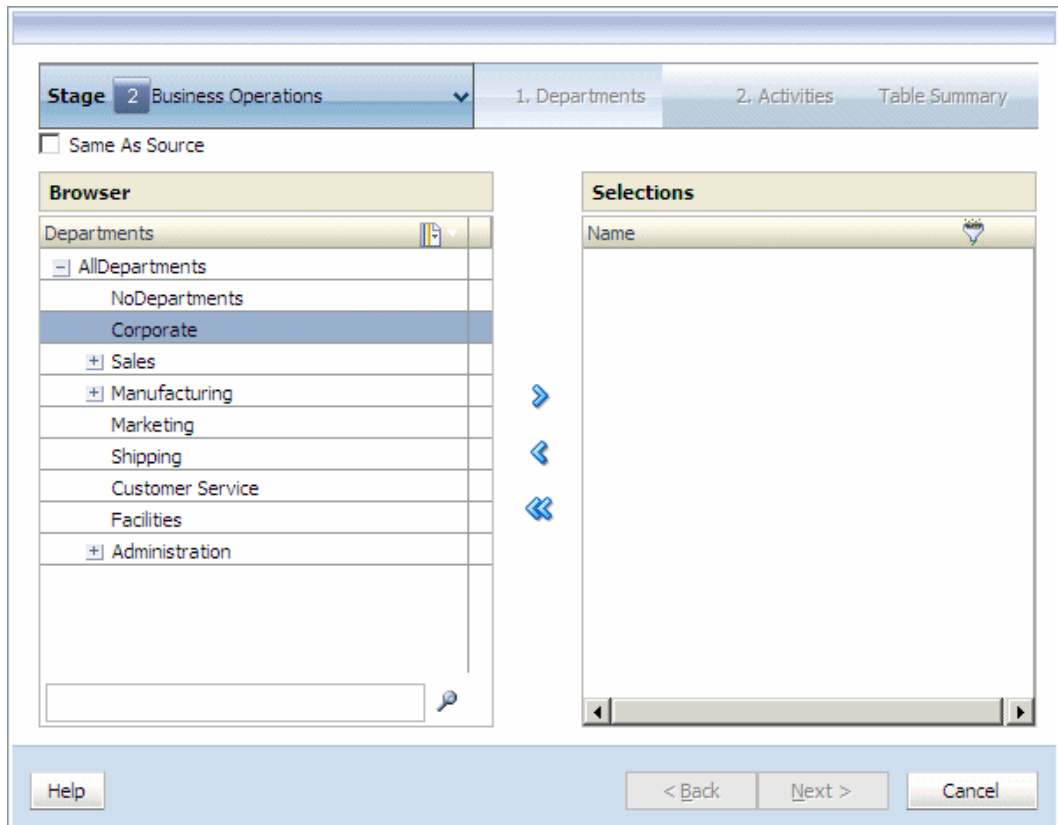 Stage 2 Business Operations 1. Departments 2. Activities Table Summary
Same As Source
Browser Selections
Departments Name
AllDepartments
NoDepartments
Corporate
Sales
Manufacturing
Marketing
Shipping
Customer Service
Facilities
Administration
Help < Back Next > Cancel